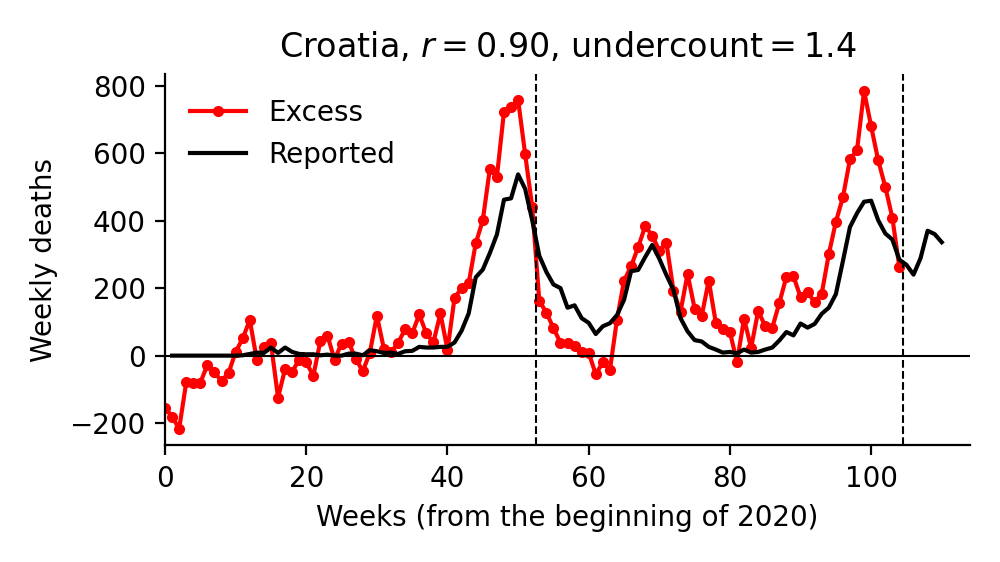 Croatia, r = 0.90, undercount = 1.4
Weekly deaths
800
600
400
200
0
−200
Excess
Reported
0 20 40 60 80 100
Weeks (from the beginning of 2020)